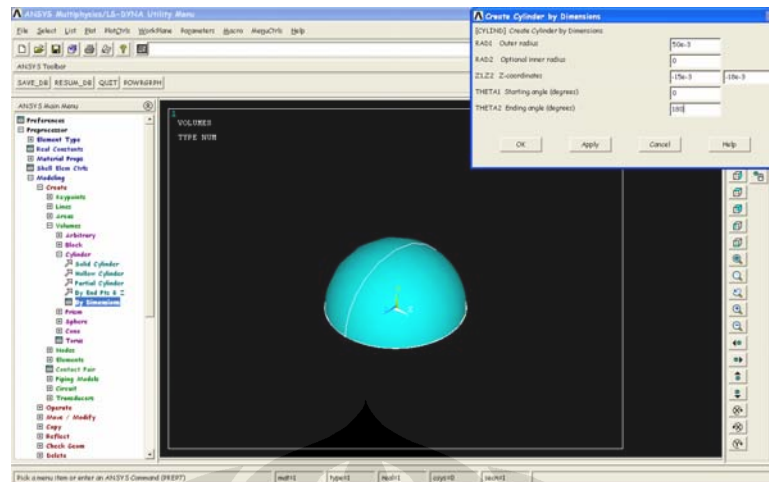 ANSYS Multiphysics/LS-DYNA Utility Menu
File Select List Plot PlotCtrls WorkPlane Parameters Macro MenuCtrls Help
ANSYS Toolbar
SAVE_DB RESUM_DB QUIT POWRGRPH
ANSYS Main Menu
Preferences
Preprocessor
Element Type
Real Constants
Material Props
Shell Elem Ctrls
Modeling
Create
Keypoints
Lines
Areas
Volumes
Arbitrary
Block
Cylinder
Solid Cylinder
Hollow Cylinder
Partial Cylinder
By End Pts & Z
By Dimensions
Prism
Sphere
Cone
Torus
Nodes
Elements
Contact Pair
Piping Models
Circuit
Transducers
Operate
Move / Modify
Copy
Reflect
Check Geom
Delete
1
VOLUMES
TYPE NUM
Z
Create Cylinder by Dimensions
[CYLIND] Create Cylinder by Dimensions
RAD1 Outer radius 50e-3
RAD2 Optional inner radius 0
Z1,Z2 Z-coordinates -15e-3 -18e-3
THETA1 Starting angle (degrees) 0
THETA2 Ending angle (degrees) 180
OK Apply Cancel Help
Pick a menu item or enter an ANSYS Command (PREP7) mat=1 type=1 real=1 csys=0 secn=1